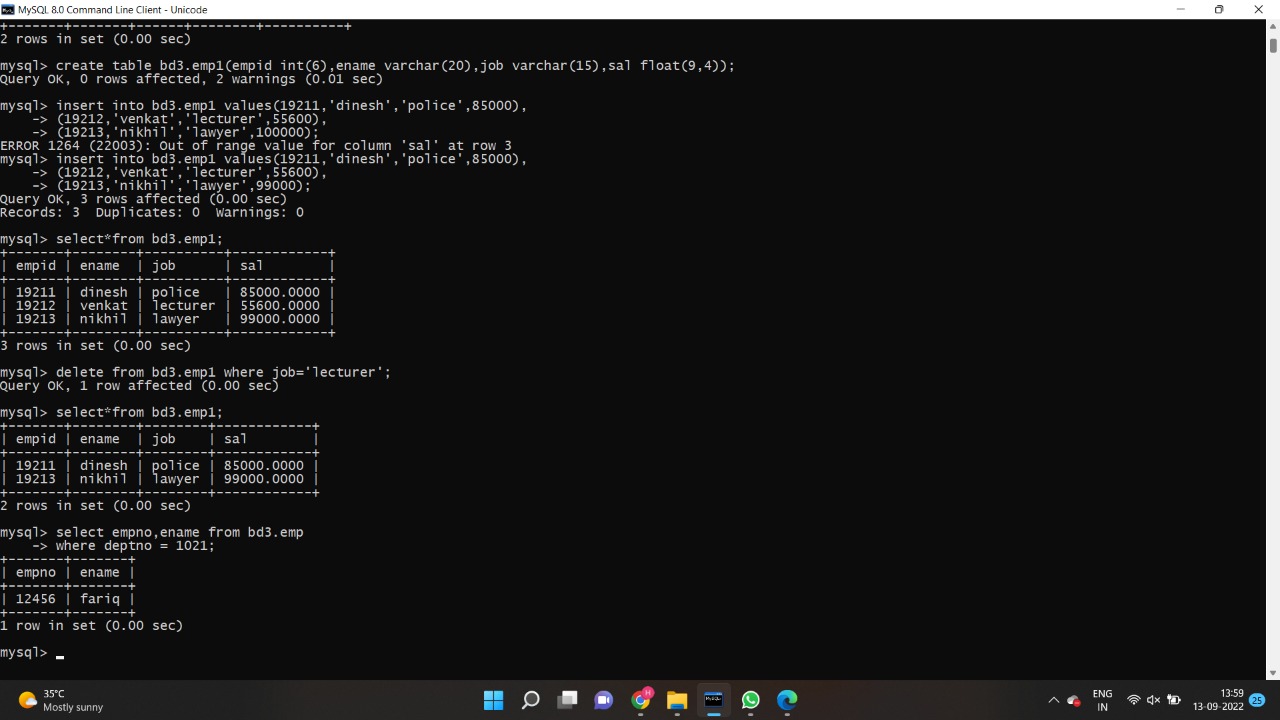 MySQL 8.0 Command Line Client - Unicode
+-------+--------+------+--------+----------+
2 rows in set (0.00 sec)
mysql> create table bd3.emp1(empid int(6),ename varchar(20),job varchar(15),sal float(9,4));
Query OK, 0 rows affected, 2 warnings (0.01 sec)
mysql> insert into bd3.emp1 values(19211,'dinesh','police',85000),
    -> (19212,'venkat','lecturer',55600),
    -> (19213,'nikhil','lawyer',100000);
ERROR 1264 (22003): Out of range value for column 'sal' at row 3
mysql> insert into bd3.emp1 values(19211,'dinesh','police',85000),
    -> (19212,'venkat','lecturer',55600),
    -> (19213,'nikhil','lawyer',99000);
Query OK, 3 rows affected (0.00 sec)
Records: 3  Duplicates: 0  Warnings: 0
mysql> select*from bd3.emp1;
+-------+--------+----------+------------+
| empid | ename  | job      | sal        |
+-------+--------+----------+------------+
| 19211 | dinesh | police   | 85000.0000 |
| 19212 | venkat | lecturer | 55600.0000 |
| 19213 | nikhil | lawyer   | 99000.0000 |
+-------+--------+----------+------------+
3 rows in set (0.00 sec)
mysql> delete from bd3.emp1 where job='lecturer';
Query OK, 1 row affected (0.00 sec)
mysql> select*from bd3.emp1;
+-------+--------+--------+------------+
| empid | ename  | job    | sal        |
+-------+--------+--------+------------+
| 19211 | dinesh | police | 85000.0000 |
| 19213 | nikhil | lawyer | 99000.0000 |
+-------+--------+--------+------------+
2 rows in set (0.00 sec)
mysql> select empno,ename from bd3.emp
    -> where deptno = 1021;
+-------+-------+
| empno | ename |
+-------+-------+
| 12456 | fariq |
+-------+-------+
1 row in set (0.00 sec)
mysql>
35°C
Mostly sunny
H
MySQL
ENG
IN
13:59
13-09-2022
25